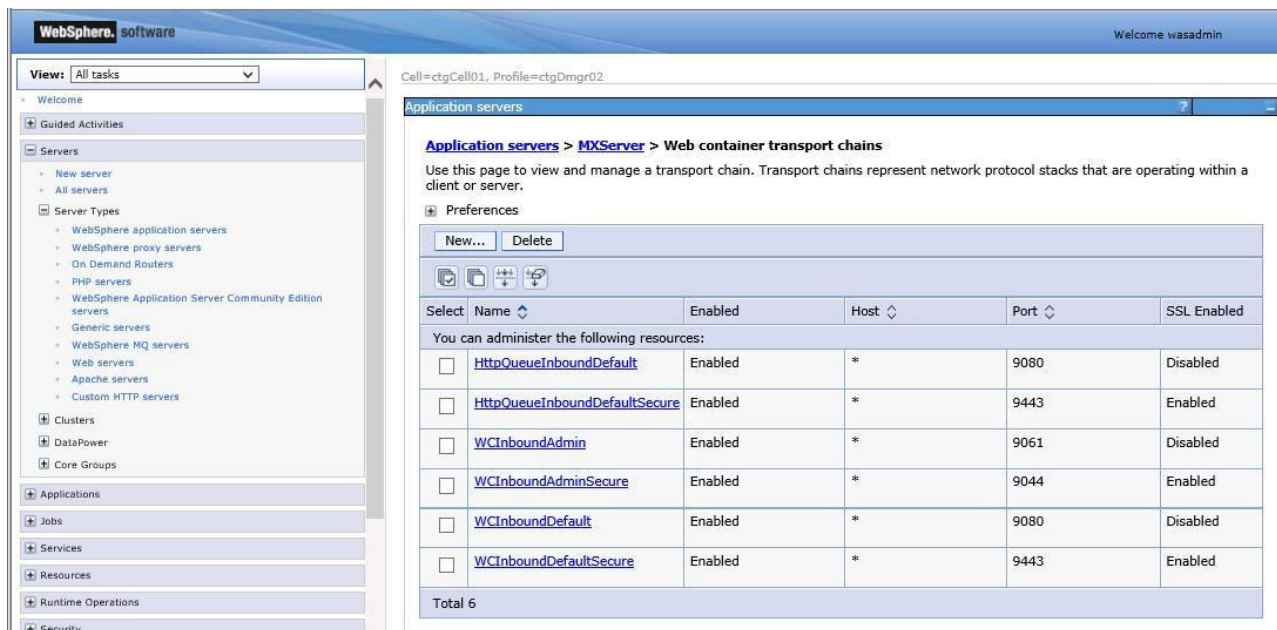 WebSphere. software
Welcome wasadmin
View: All tasks
Welcome
Guided Activities
Servers
New server
All servers
Server Types
WebSphere application servers
WebSphere proxy servers
On Demand Routers
PHP servers
WebSphere Application Server Community Edition
servers
Generic servers
WebSphere MQ servers
Web servers
Apache servers
Custom HTTP servers
Clusters
DataPower
Core Groups
Applications
Jobs
Services
Resources
Runtime Operations
Security
Cell=ctgCell01, Profile=ctgDmgr02
Application servers ?
Application servers > MXServer > Web container transport chains
Use this page to view and manage a transport chain. Transport chains represent network protocol stacks that are operating within a
client or server.
Preferences
New... Delete
Select Name Enabled Host Port SSL Enabled
You can administer the following resources:
HttpQueueInboundDefault Enabled * 9080 Disabled
HttpQueueInboundDefaultSecure Enabled * 9443 Enabled
WCInboundAdmin Enabled * 9061 Disabled
WCInboundAdminSecure Enabled * 9044 Enabled
WCInboundDefault Enabled * 9080 Disabled
WCInboundDefaultSecure Enabled * 9443 Enabled
Total 6